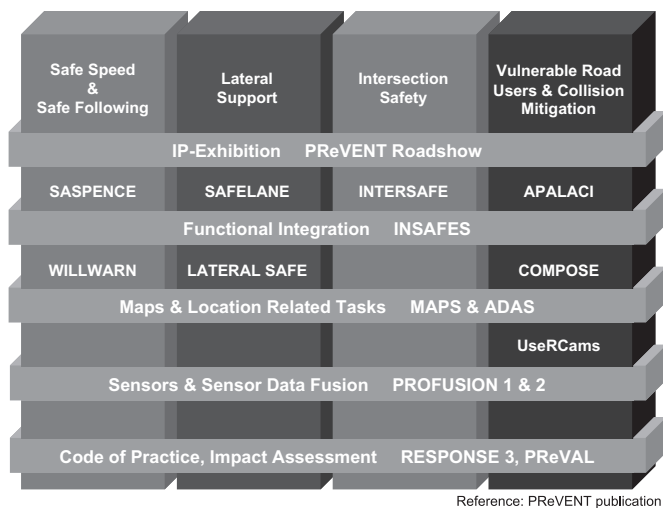 Safe Speed
&
Safe Following
Lateral
Support
Intersection
Safety
Vulnerable Road
Users & Collision
Mitigation
IP-Exhibition PReVENT Roadshow
SASPENCE SAFELANE INTERSAFE APALACI
Functional Integration INSAFES
WILLWARN LATERAL SAFE COMPOSE
Maps & Location Related Tasks MAPS & ADAS
UseRCams
Sensors & Sensor Data Fusion PROFUSION 1 & 2
Code of Practice, Impact Assessment RESPONSE 3, PReVAL
Reference: PReVENT publication